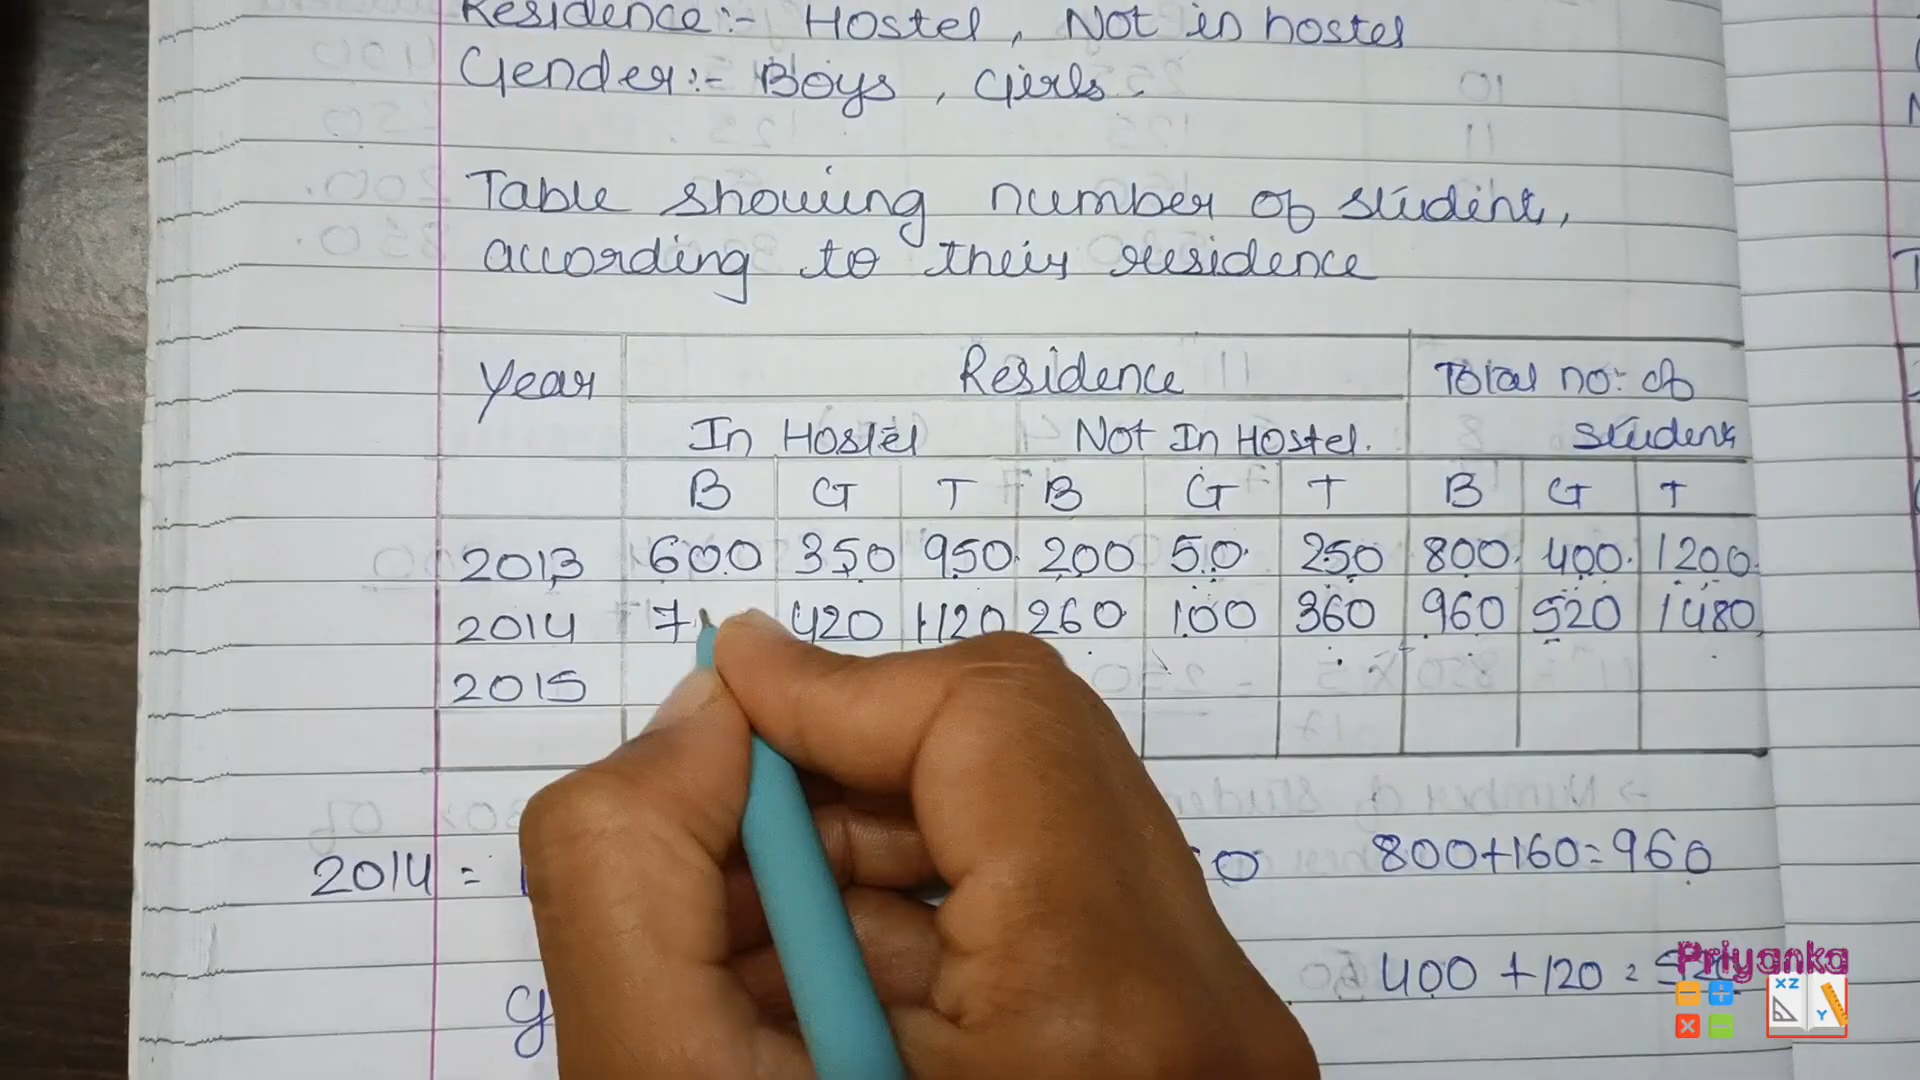 Residence:- Hostel, Not in hostel
Gender:- Boys, Girls.
Table showing number of student,
according to their residence
Year Residence Total no: of
In Hostel Not In Hostel. student
B G T B G T B G T
2013 600 350 950 200 50 250 800 400 1200
2014 7 420 1120 260 100 360 960 520 1480
2015
2014 = 0 800+160=960
400 +120 =
Priyanka
XZ
Y